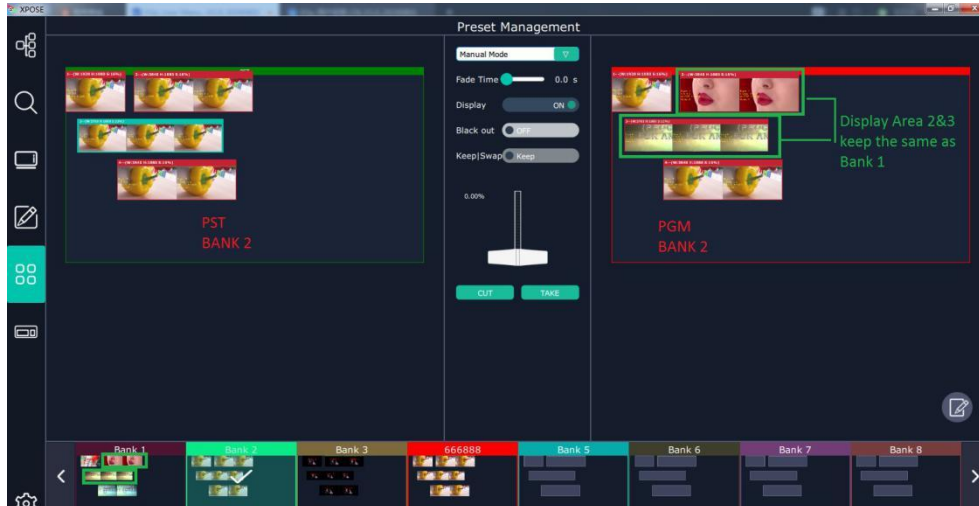 XPOSE
Preset Management
Manual Mode
Fade Time
0.0 s
Display
ON
Black out
OFF
Keep|Swap
Keep
0.00%
CUT
TAKE
PST
BANK 2
PGM
BANK 2
Display Area 2&3
keep the same as
Bank 1
Bank 1
Bank 2
Bank 3
666888
Bank 5
Bank 6
Bank 7
Bank 8